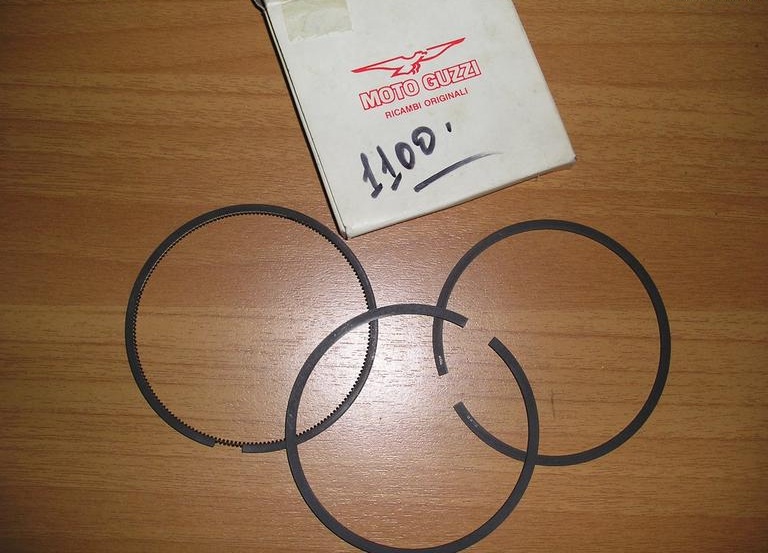 MOTO GUZZI
RICAMBI ORIGINALI
1100.